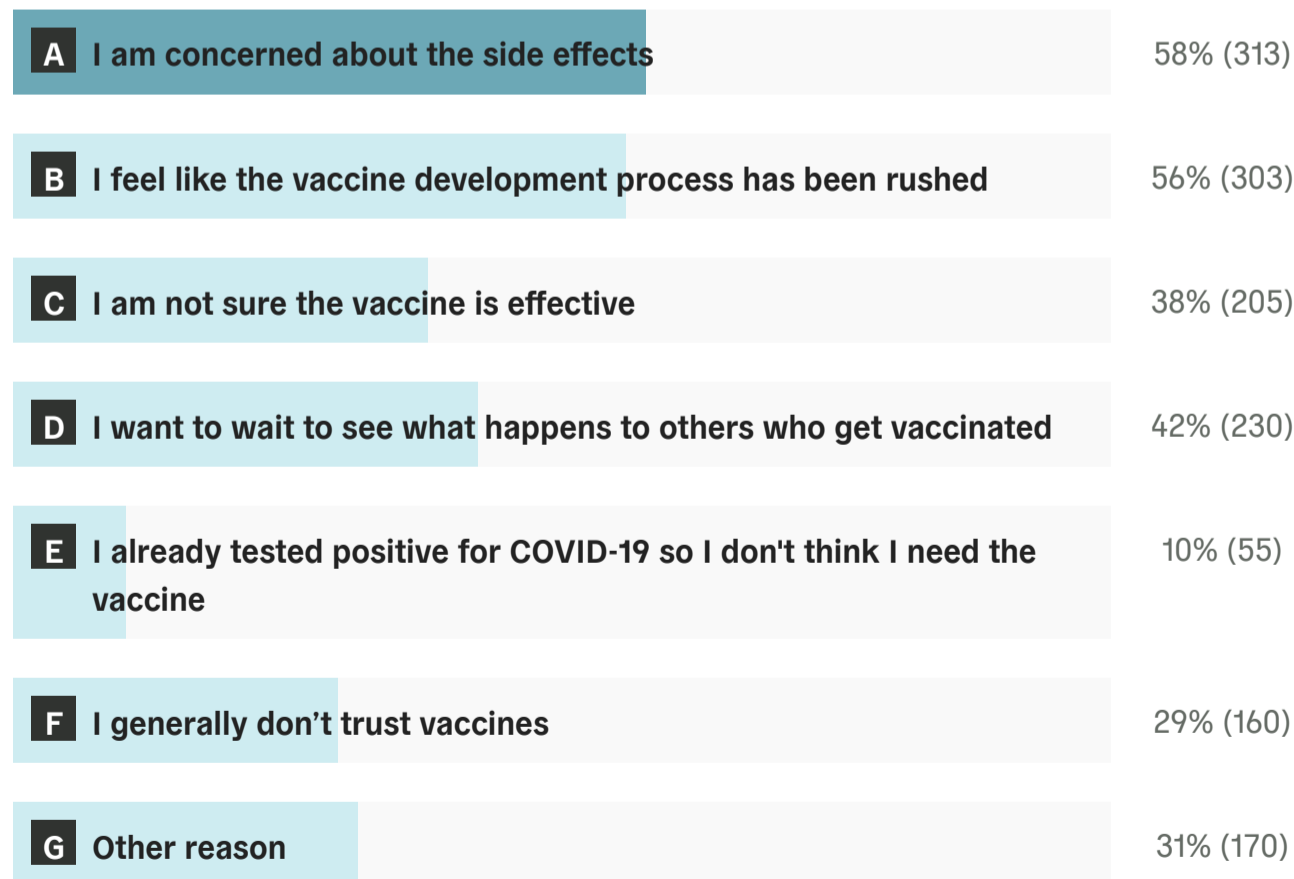 A I am concerned about the side effects 58% (313)
B I feel like the vaccine development process has been rushed 56% (303)
C I am not sure the vaccine is effective 38% (205)
D I want to wait to see what happens to others who get vaccinated 42% (230)
E I already tested positive for COVID-19 so I don't think I need the 10% (55)
vaccine
F I generally don’t trust vaccines 29% (160)
G Other reason 31% (170)